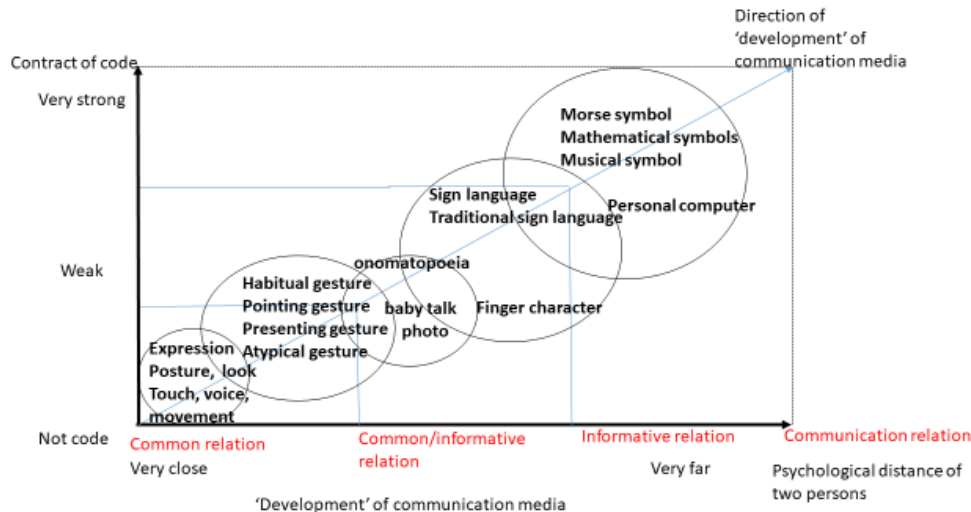 Direction of
‘development’ of
communication media
Contract of code
Very strong
Morse symbol
Mathematical symbols
Musical symbol
Personal computer
Sign language
Traditional sign language
Weak
onomatopoeia
Habitual gesture
Pointing gesture
Presenting gesture
Atypical gesture
baby talk
photo
Finger character
Expression
Posture, look
Touch, voice,
movement
Not code
Common relation
Common/informative
relation
Informative relation
Communication relation
Very close
Very far
Psychological distance of
two persons
‘Development’ of communication media